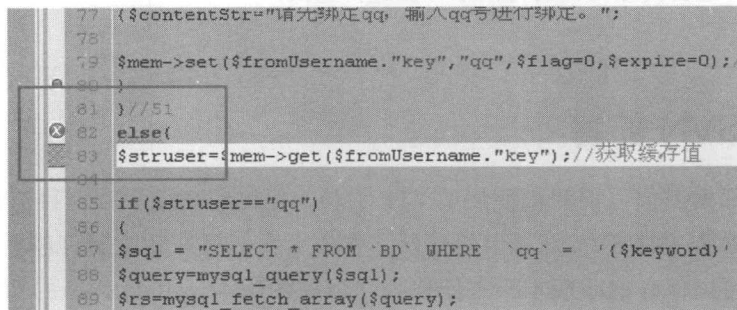 77 {$contentStr="请先绑定qq, 输入qq号进行绑定。";
78
79 $mem->set($fromUsername."key","qq",$flag=0,$expire=0);
80 }
81 }//51
82 else{
83 $struser=$mem->get($fromUsername."key");//获取缓存值
84
85 if($struser=="qq")
86 {
87 $sql = "SELECT * FROM `BD` WHERE `qq` = '{$keyword}'
88 $query=mysql_query($sql);
89 $rs=mysql_fetch_array($query);